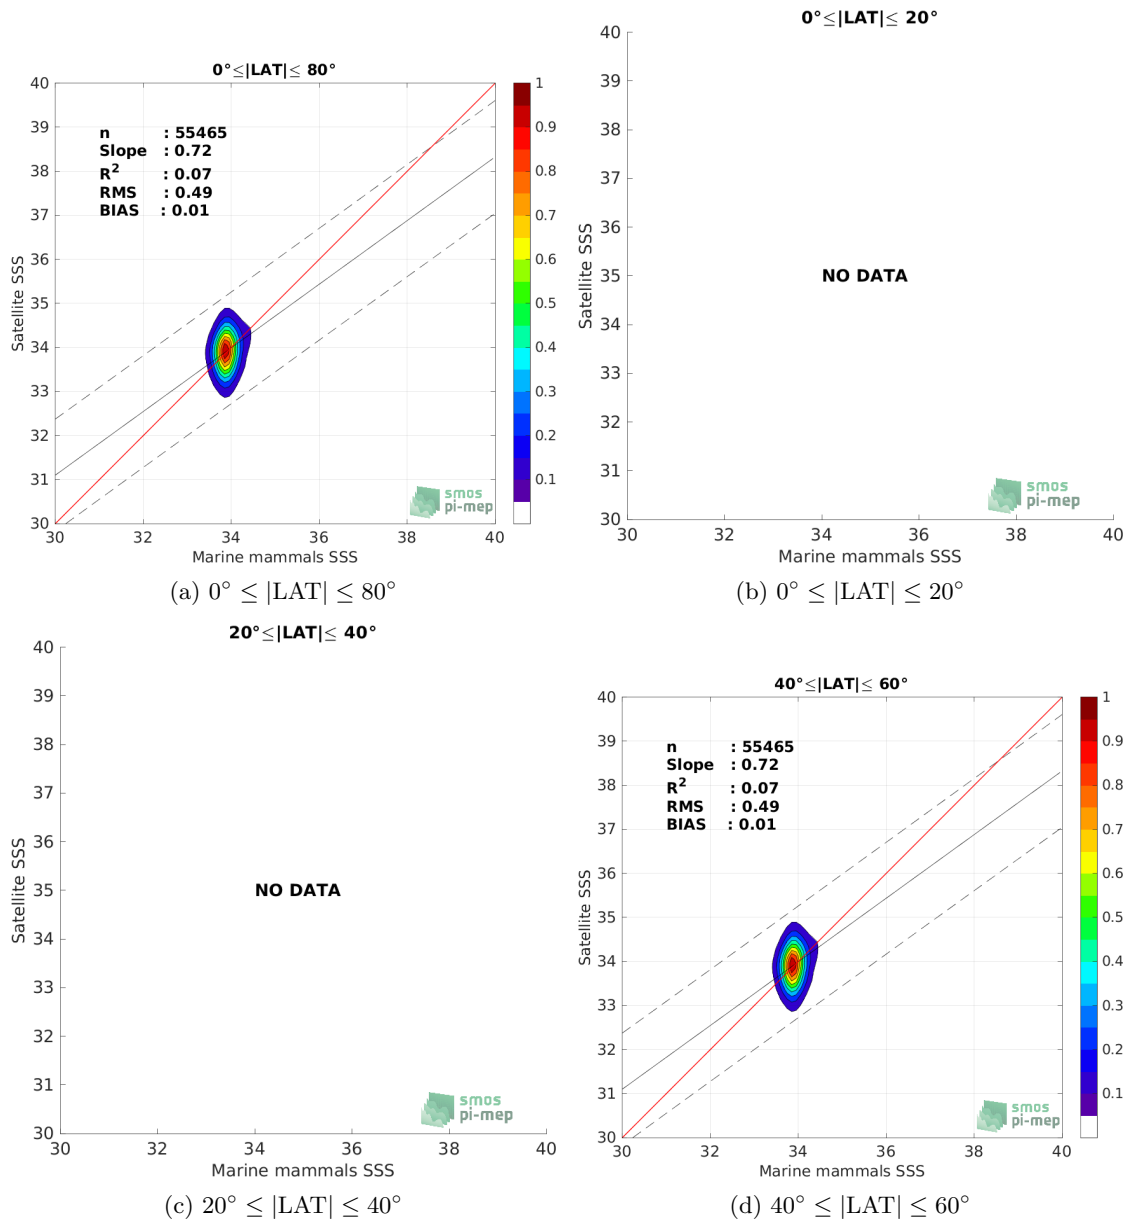 0°≤|LAT|≤ 80°
40
39
38
37
36
35
34
33
32
31
30
Satellite SSS
n : 55465
Slope : 0.72
R² : 0.07
RMS : 0.49
BIAS : 0.01
smos
pi-mep
30 32 34 36 38 40
Marine mammals SSS
1
0.9
0.8
0.7
0.6
0.5
0.4
0.3
0.2
0.1
(a) 0° ≤ |LAT| ≤ 80°
0°≤|LAT|≤ 20°
40
39
38
37
36
35
34
33
32
31
30
Satellite SSS
NO DATA
smos
pi-mep
30 32 34 36 38 40
Marine mammals SSS
(b) 0° ≤ |LAT| ≤ 20°
20°≤|LAT|≤ 40°
40
39
38
37
36
35
34
33
32
31
30
Satellite SSS
NO DATA
smos
pi-mep
30 32 34 36 38 40
Marine mammals SSS
(c) 20° ≤ |LAT| ≤ 40°
40°≤|LAT|≤ 60°
40
39
38
37
36
35
34
33
32
31
30
Satellite SSS
n : 55465
Slope : 0.72
R² : 0.07
RMS : 0.49
BIAS : 0.01
smos
pi-mep
30 32 34 36 38 40
Marine mammals SSS
1
0.9
0.8
0.7
0.6
0.5
0.4
0.3
0.2
0.1
(d) 40° ≤ |LAT| ≤ 60°